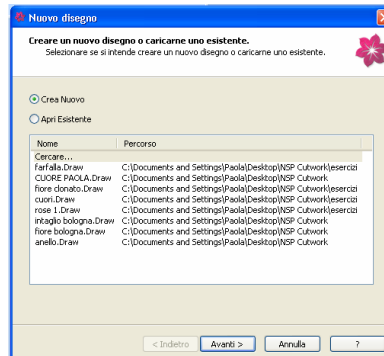 Nuovo disegno
Creare un nuovo disegno o caricarne uno esistente.
Selezionare se si intende creare un nuovo disegno o caricarne uno esistente.
Crea Nuovo
Apri Esistente
Nome Percorso
Cercare...
farfalla.Draw C:\Documents and Settings\Paola\Desktop\NSP Cutwork\esercizi
CUORE PAOLA.Draw C:\Documents and Settings\Paola\Desktop\NSP Cutwork
fiore clonato.Draw C:\Documents and Settings\Paola\Desktop\NSP Cutwork\esercizi
cuori.Draw C:\Documents and Settings\Paola\Desktop\NSP Cutwork\esercizi
rose 1.Draw C:\Documents and Settings\Paola\Desktop\NSP Cutwork\esercizi
intaglio bologna.Draw C:\Documents and Settings\Paola\Desktop\NSP Cutwork
fiore bologna.Draw C:\Documents and Settings\Paola\Desktop\NSP Cutwork
anello.Draw C:\Documents and Settings\Paola\Desktop\NSP Cutwork
< Indietro Avanti > Annulla ?